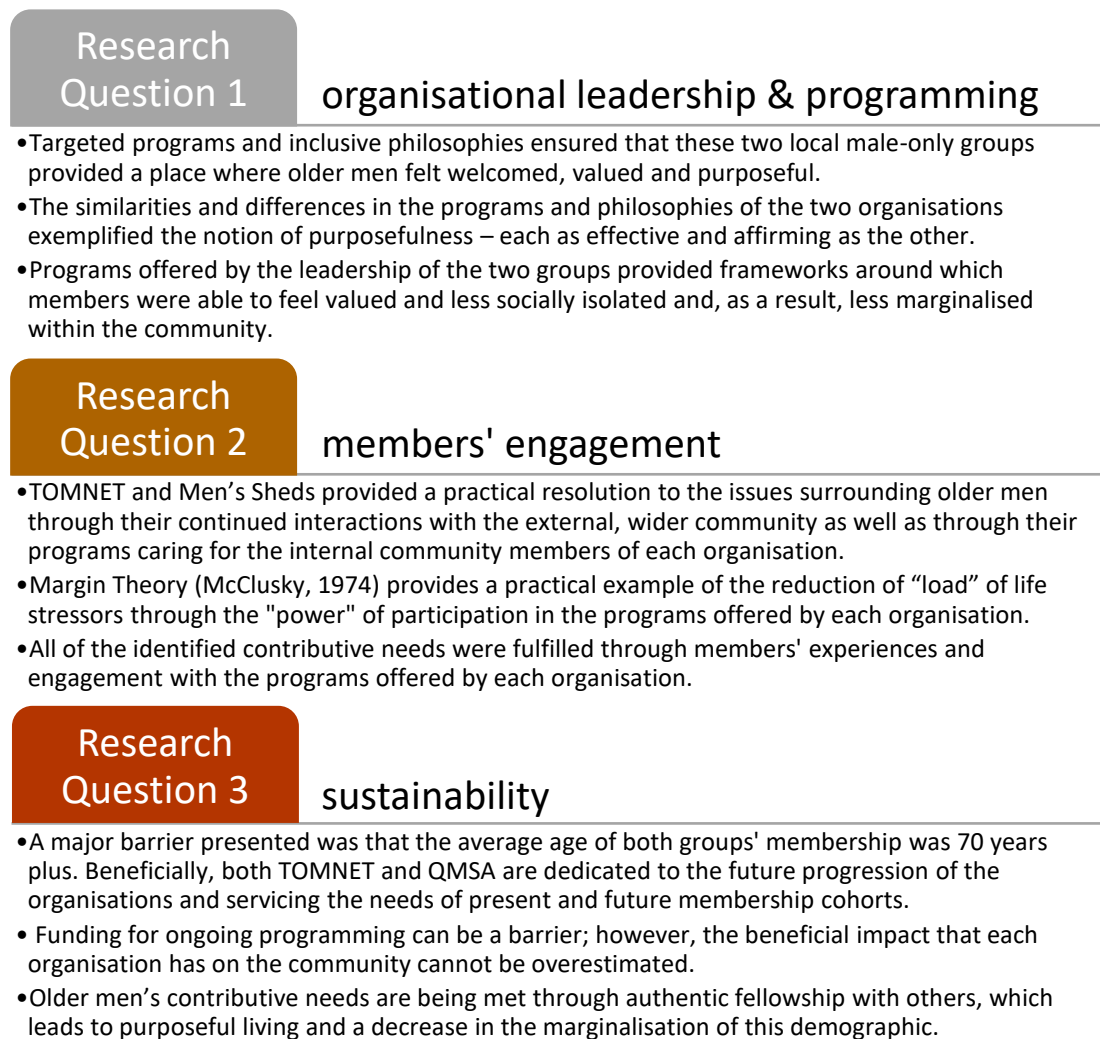 Research
Question 1
organisational leadership & programming
•Targeted programs and inclusive philosophies ensured that these two local male-only groups
provided a place where older men felt welcomed, valued and purposeful.
•The similarities and differences in the programs and philosophies of the two organisations
exemplified the notion of purposefulness – each as effective and affirming as the other.
•Programs offered by the leadership of the two groups provided frameworks around which
members were able to feel valued and less socially isolated and, as a result, less marginalised
within the community.
Research
Question 2
members' engagement
•TOMNET and Men’s Sheds provided a practical resolution to the issues surrounding older men
through their continued interactions with the external, wider community as well as through their
programs caring for the internal community members of each organisation.
•Margin Theory (McClusky, 1974) provides a practical example of the reduction of “load” of life
stressors through the "power" of participation in the programs offered by each organisation.
•All of the identified contributive needs were fulfilled through members' experiences and
engagement with the programs offered by each organisation.
Research
Question 3
sustainability
•A major barrier presented was that the average age of both groups' membership was 70 years
plus. Beneficially, both TOMNET and QMSA are dedicated to the future progression of the
organisations and servicing the needs of present and future membership cohorts.
• Funding for ongoing programming can be a barrier; however, the beneficial impact that each
organisation has on the community cannot be overestimated.
•Older men’s contributive needs are being met through authentic fellowship with others, which
leads to purposeful living and a decrease in the marginalisation of this demographic.